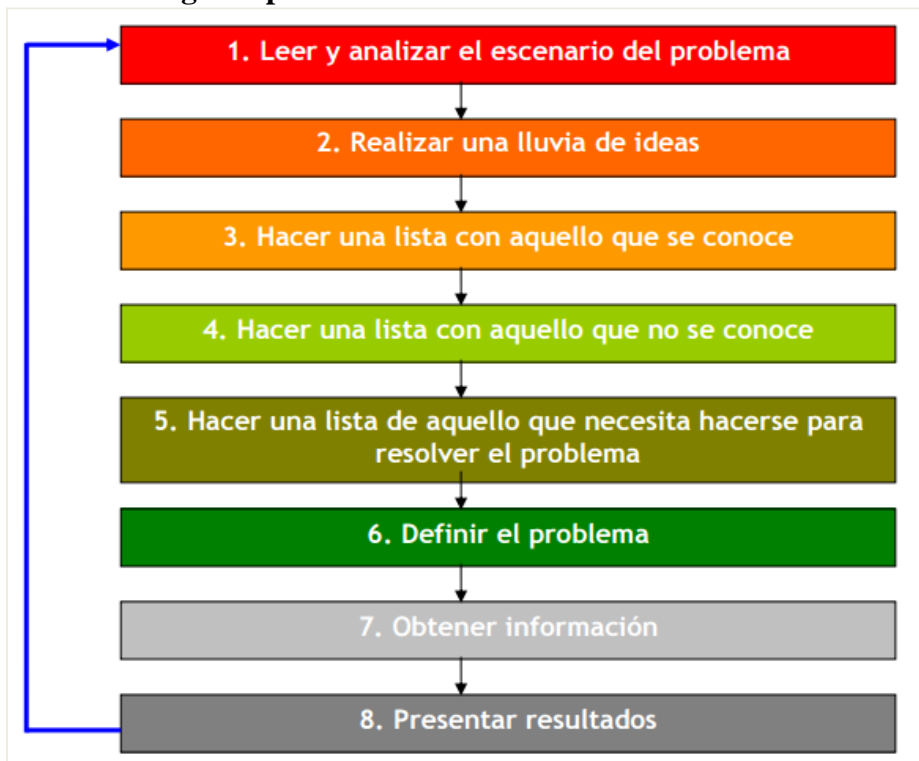 1. Leer y analizar el escenario del problema
2. Realizar una lluvia de ideas
3. Hacer una lista con aquello que se conoce
4. Hacer una lista con aquello que no se conoce
5. Hacer una lista de aquello que necesita hacerse para
resolver el problema
6. Definir el problema
7. Obtener información
8. Presentar resultados